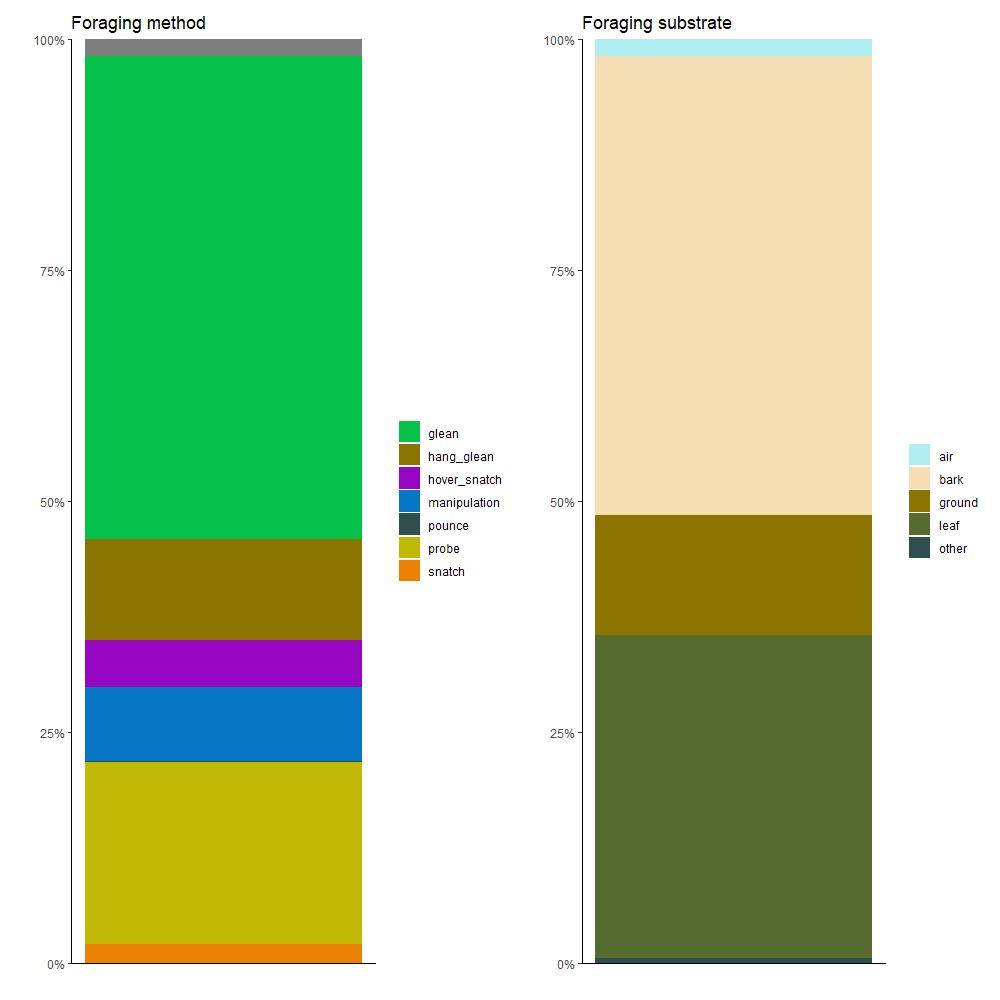 Foraging method
100%
75%
50%
25%
0%
glean
hang_glean
hover_snatch
manipulation
pounce
probe
snatch
Foraging substrate
100%
75%
50%
25%
0%
air
bark
ground
leaf
other